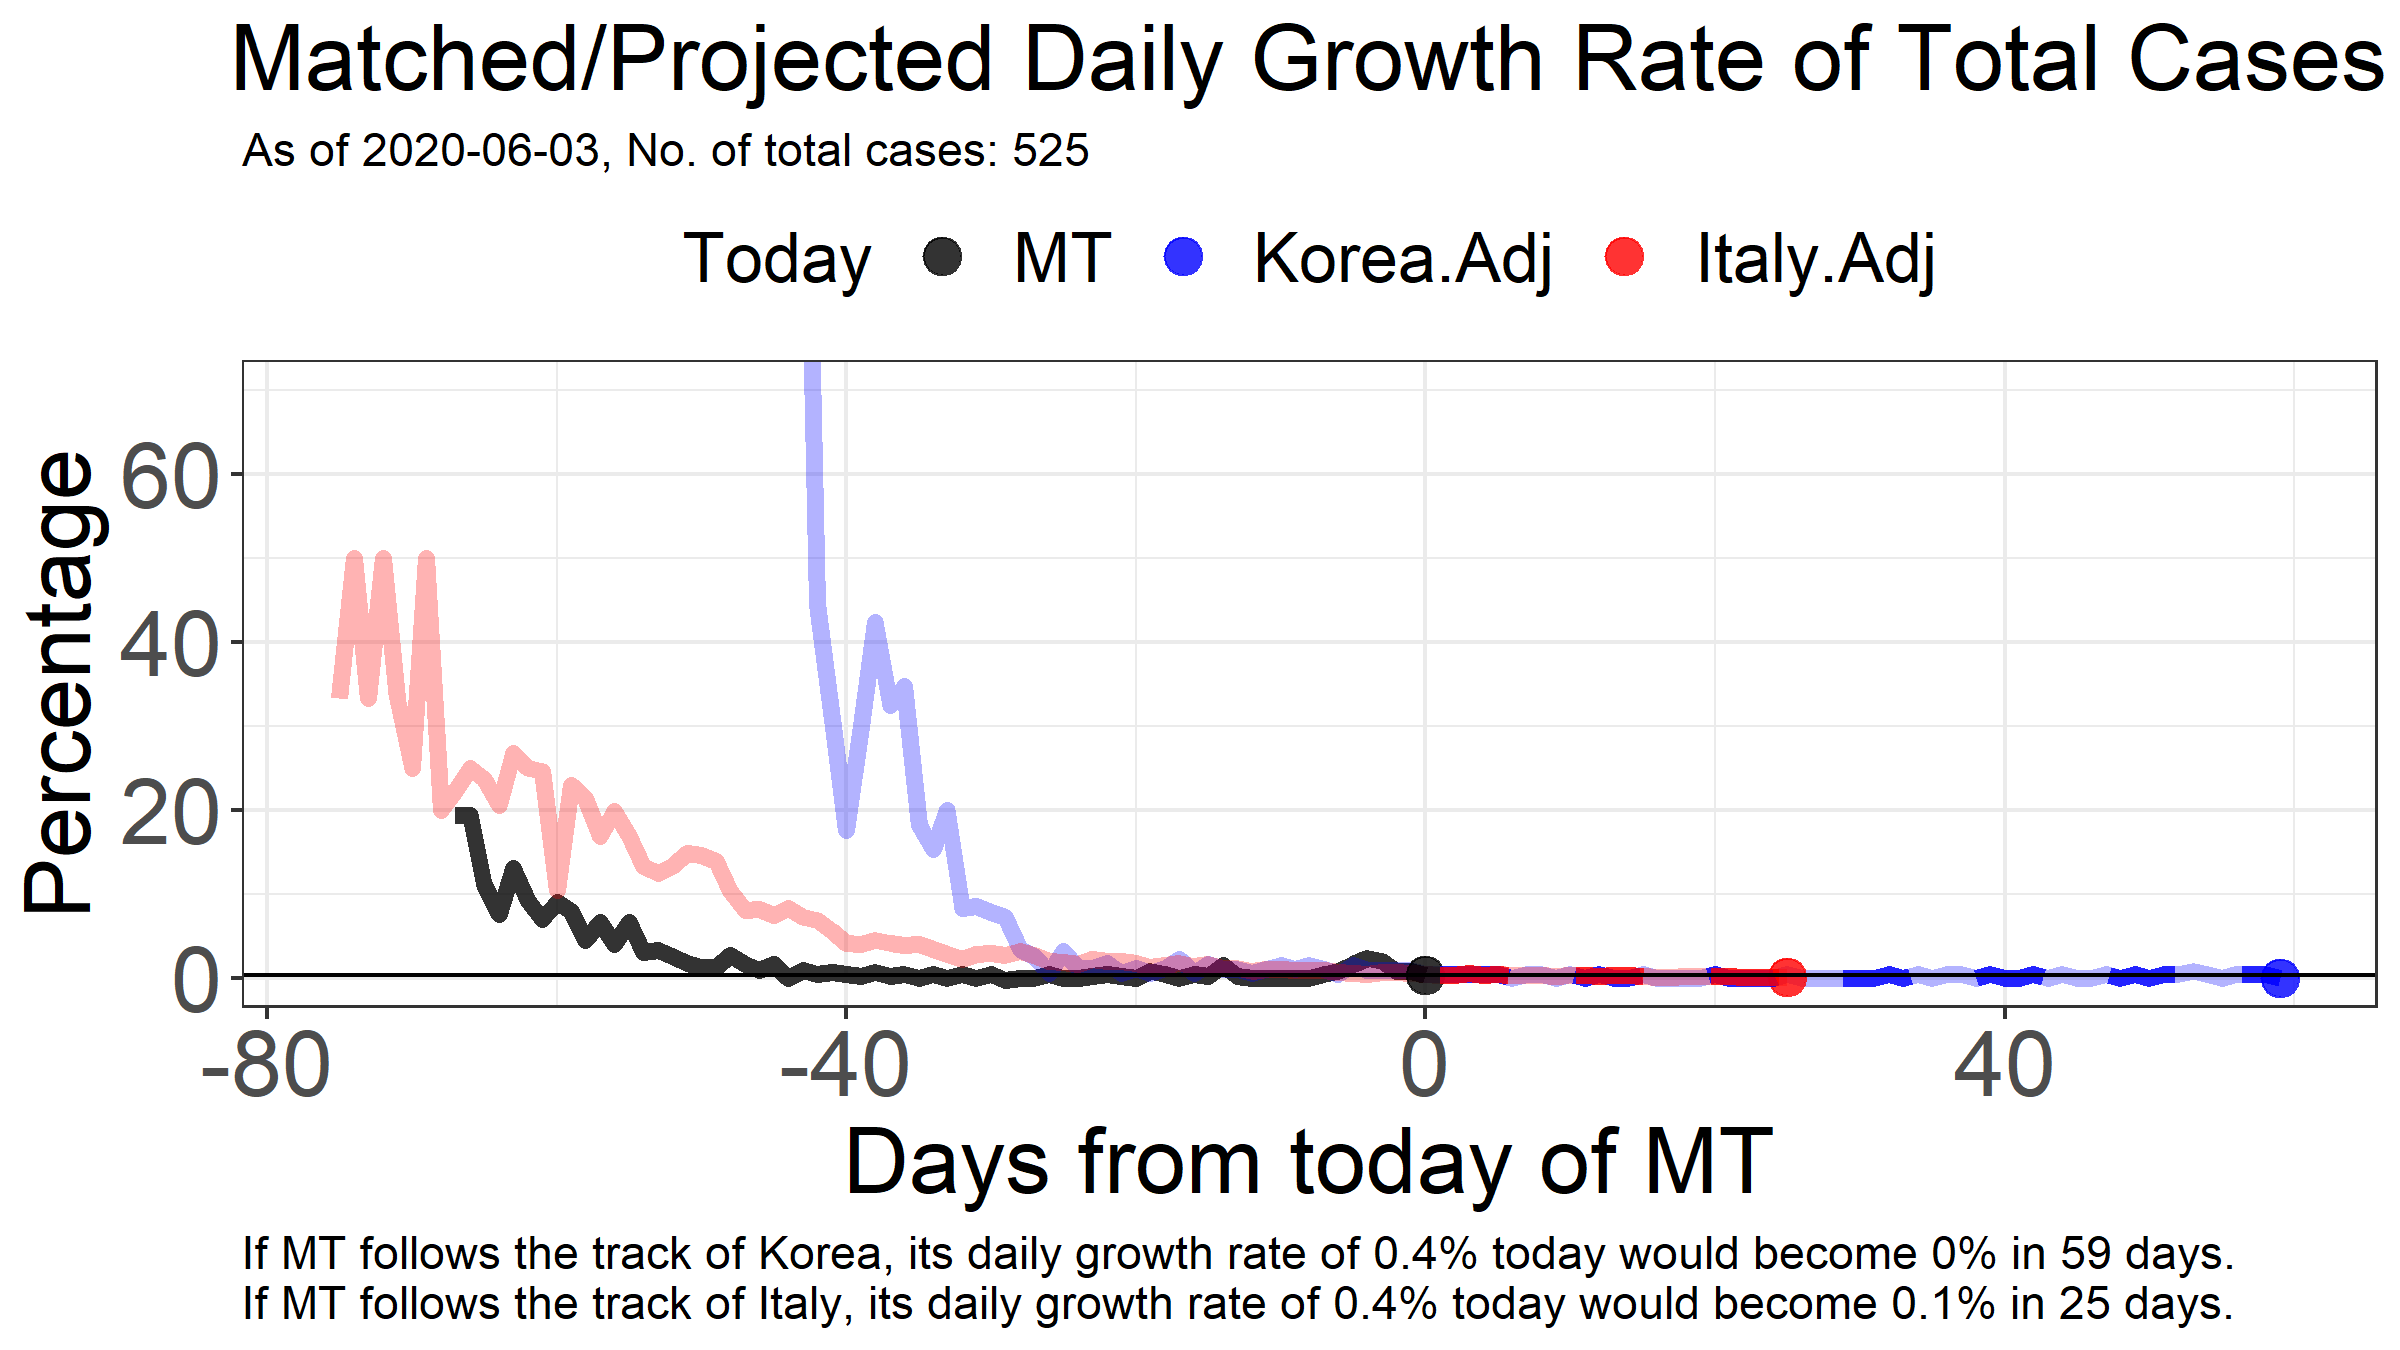 Matched/Projected Daily Growth Rate of Total Cases
As of 2020-06-03, No. of total cases: 525
Today MT Korea.Adj Italy.Adj
Percentage
60
40
20
0
-80 -40 0 40
Days from today of MT
If MT follows the track of Korea, its daily growth rate of 0.4% today would become 0% in 59 days.
If MT follows the track of Italy, its daily growth rate of 0.4% today would become 0.1% in 25 days.